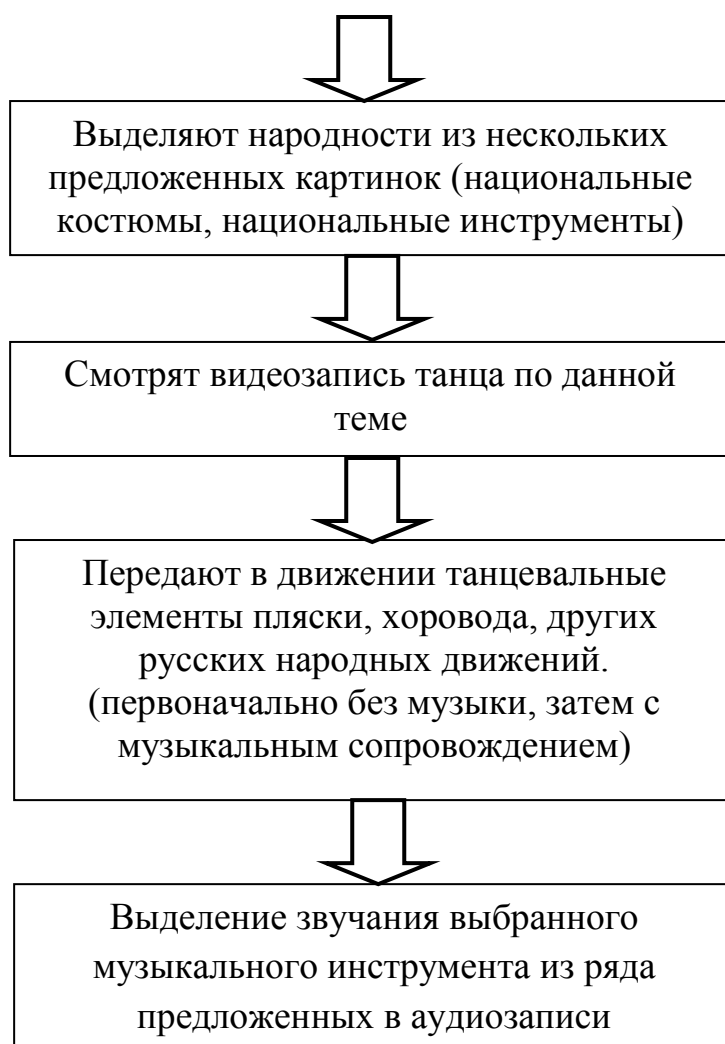 Выделяют народности из нескольких
предложенных картинок (национальные
костюмы, национальные инструменты)
Смотрят видеозапись танца по данной
теме
Передают в движении танцевальные
элементы пляски, хоровода, других
русских народных движений.
(первоначально без музыки, затем с
музыкальным сопровождением)
Выделение звучания выбранного
музыкального инструмента из ряда
предложенных в аудиозаписи